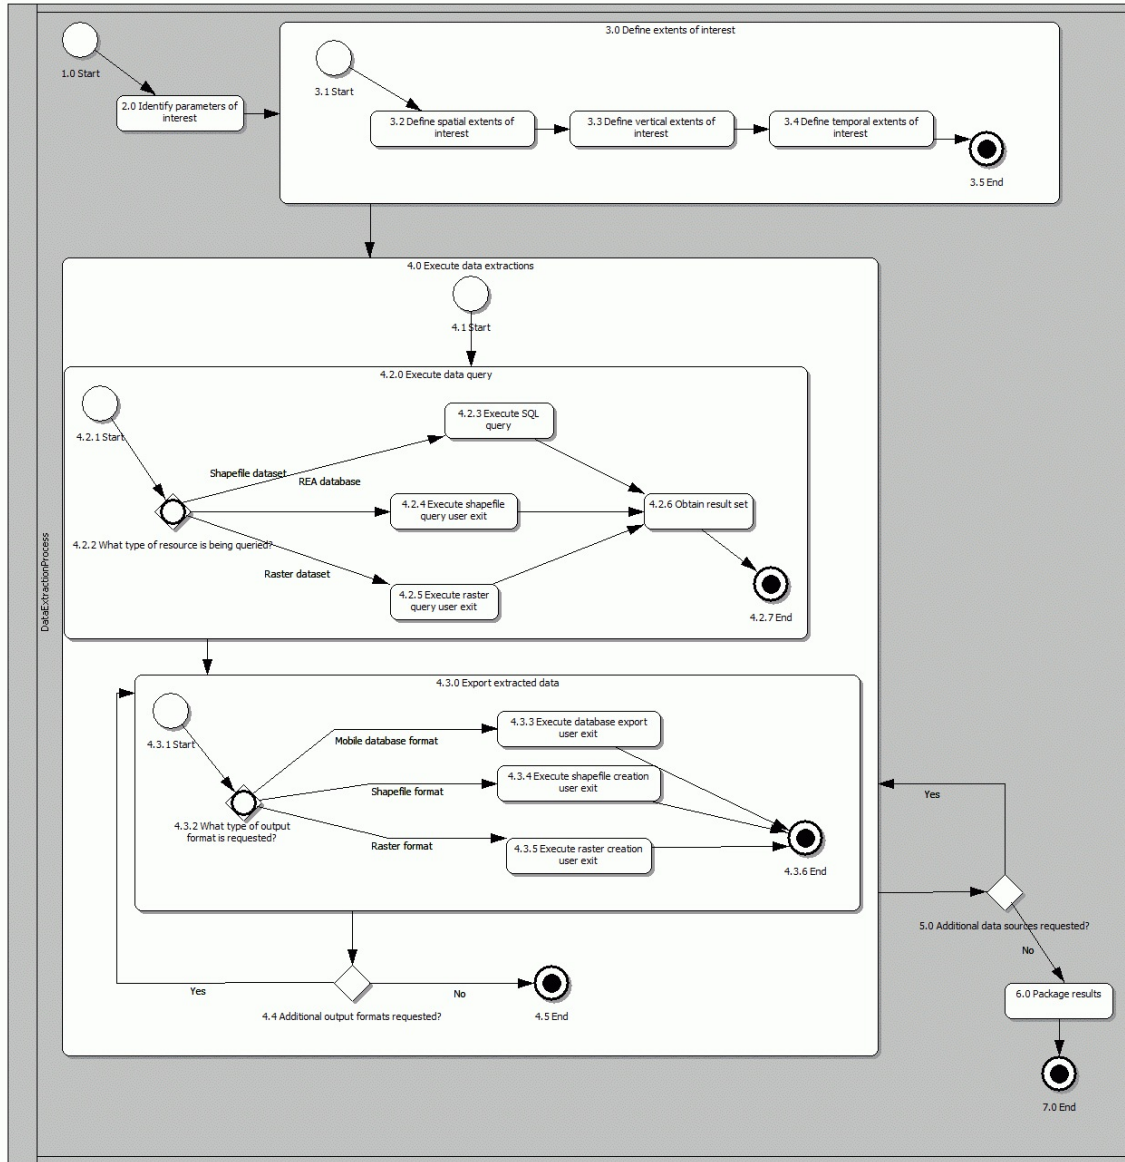 3.0 Define extents of interest
1.0 Start
3.1 Start
2.0 Identify parameters of
interest
3.2 Define spatial extents of
interest
3.3 Define vertical extents of
interest
3.4 Define temporal extents of
interest
3.5 End
4.0 Execute data extractions
4.1 Start
4.2.0 Execute data query
4.2.1 Start
4.2.3 Execute SQL
query
Shapefile dataset
REA database
4.2.4 Execute shapefile
query user exit
4.2.6 Obtain result set
4.2.2 What type of resource is being queried?
Raster dataset
4.2.5 Execute raster
query user exit
4.2.7 End
DataExtractionProcess
4.3.0 Export extracted data
4.3.1 Start
4.3.3 Execute database export
user exit
Mobile database format
4.3.4 Execute shapefile creation
user exit
Shapefile format
4.3.2 What type of output
format is requested?
Raster format
4.3.5 Execute raster creation
user exit
4.3.6 End
Yes
5.0 Additional data sources requested?
No
Yes
No
4.4 Additional output formats requested?
4.5 End
6.0 Package results
7.0 End